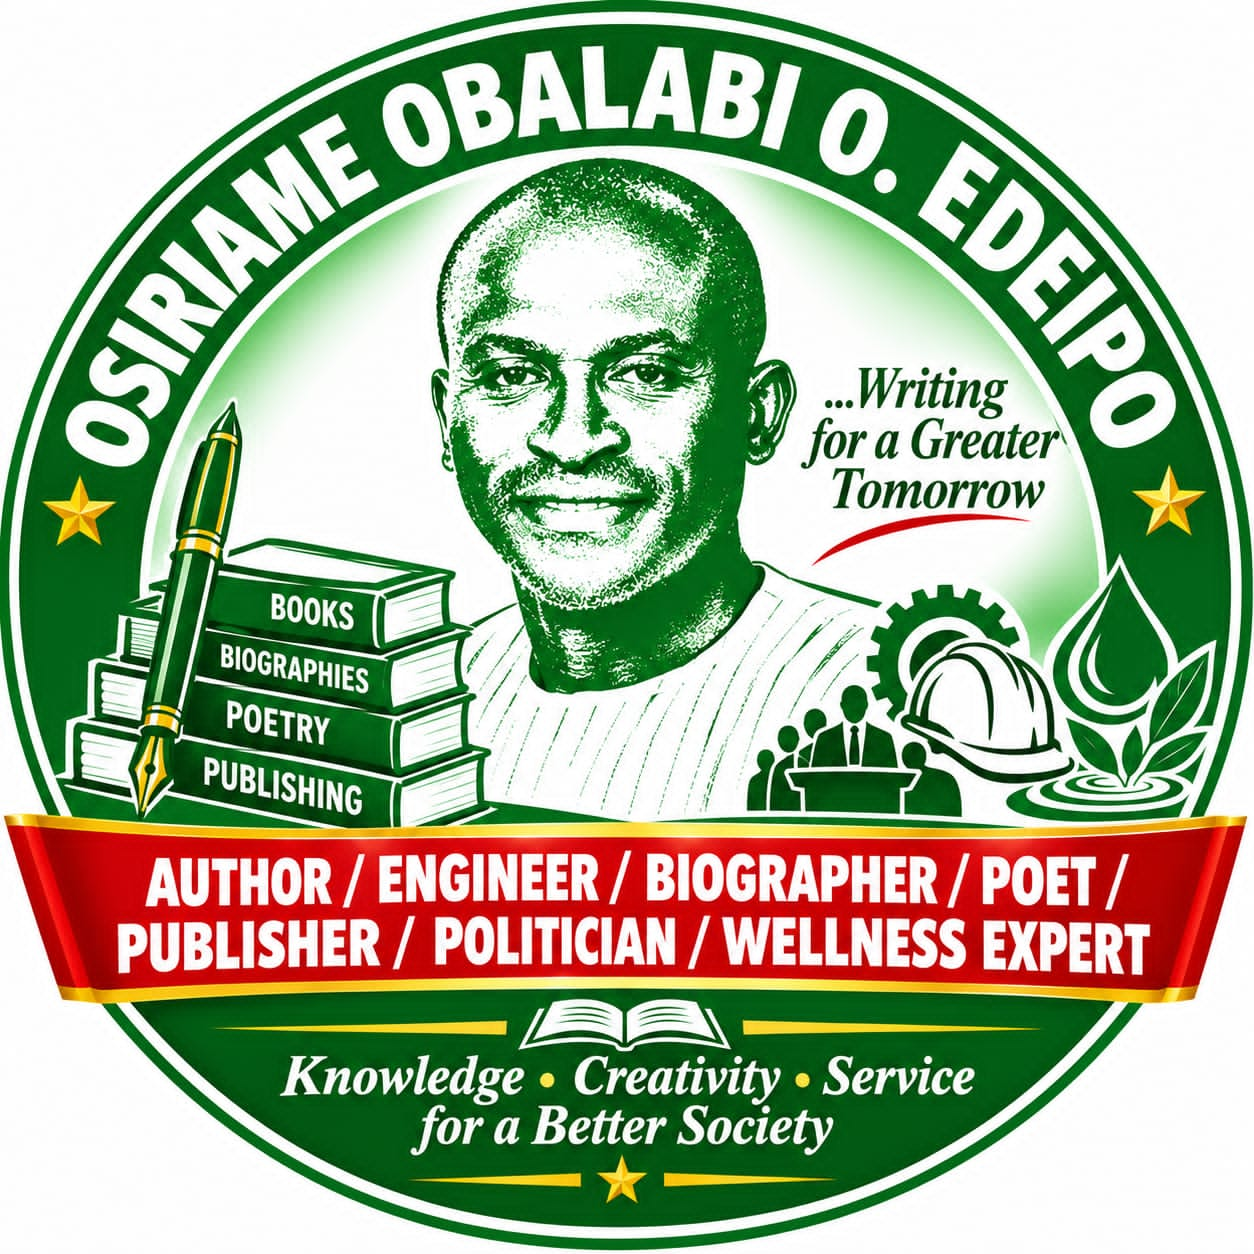 OSIRIAME OBALABI O. EDEIPO
...Writing
for a Greater
Tomorrow
BOOKS
BIOGRAPHIES
POETRY
PUBLISHING
AUTHOR / ENGINEER / BIOGRAPHER / POET /
PUBLISHER / POLITICIAN / WELLNESS EXPERT
Knowledge • Creativity • Service
for a Better Society